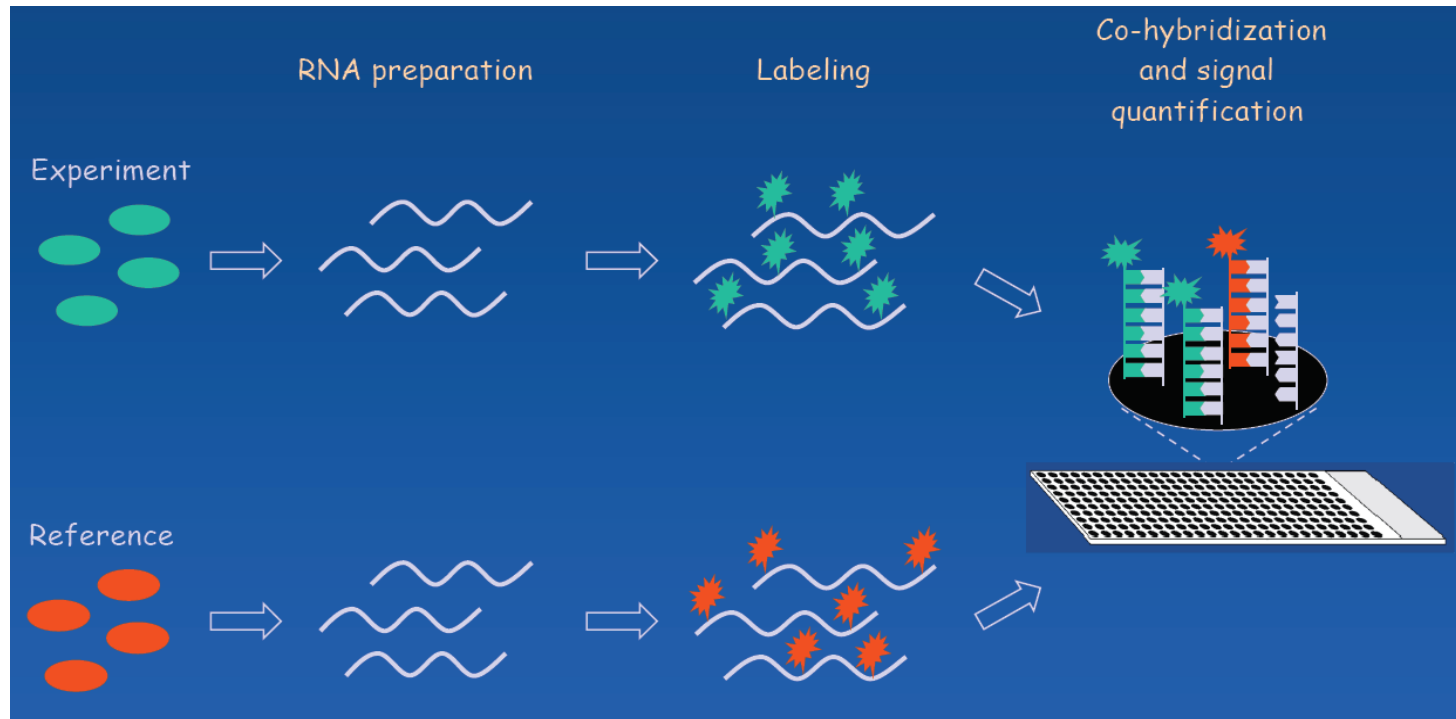 RNA preparation
Labeling
Co-hybridization
and signal
quantification
Experiment
Reference